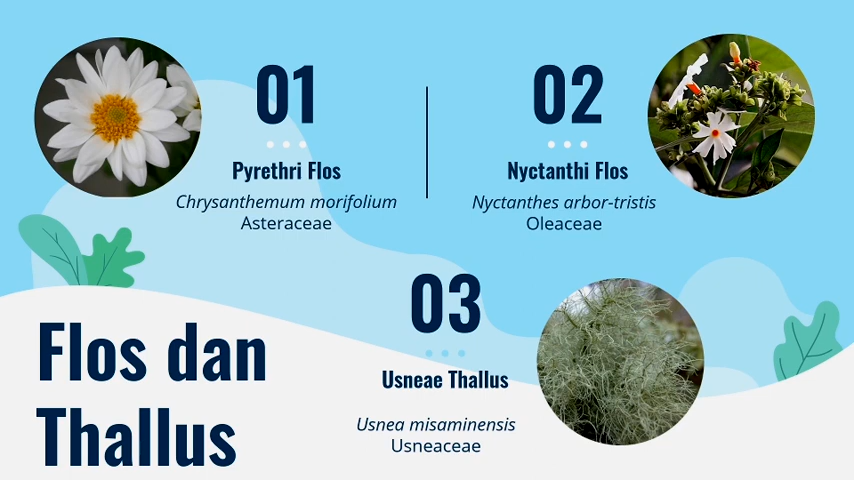 01
Pyrethri Flos
Chrysanthemum morifolium
Asteraceae
02
Nyctanthi Flos
Nyctanthes arbor-tristis
Oleaceae
03
Usneae Thallus
Usnea misaminensis
Usneaceae
Flos dan
Thallus